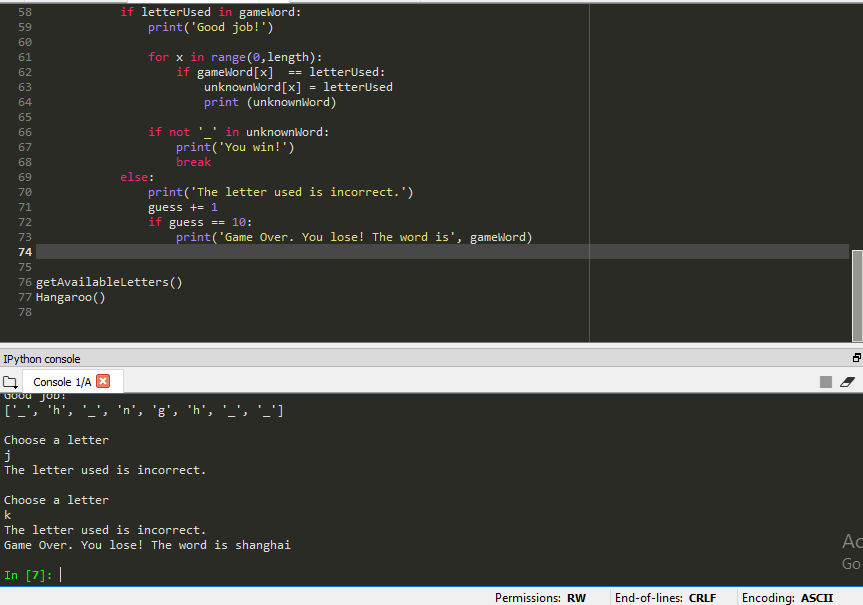 58 if letterUsed in gameWord:
59 print('Good job!')
60
61 for x in range(0,length):
62 if gameWord[x]  == letterUsed:
63 unknownWord[x] = letterUsed
64 print (unknownWord)
65
66 if not '_' in unknownWord:
67 print('You win!')
68 break
69 else:
70 print('The letter used is incorrect.')
71 guess += 1
72 if guess == 10:
73 print('Game Over. You lose! The word is', gameWord)
74
75
76 getAvailableLetters()
77 Hangaroo()
78
IPython console
Console 1/A
Good job!
['_', 'h', '_', 'n', 'g', 'h', '_', '_']
Choose a letter
j
The letter used is incorrect.
Choose a letter
k
The letter used is incorrect.
Game Over. You lose! The word is shanghai
Ac
Go
In [7]:
Permissions: RW End-of-lines: CRLF Encoding: ASCII